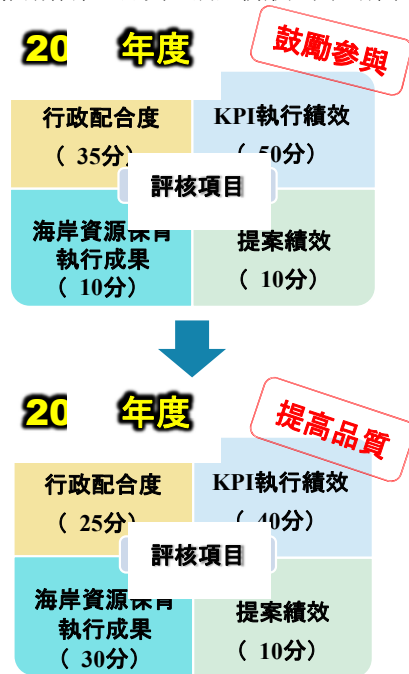 20 年度
鼓勵參與
行政配合度
( 35分)
KPI執行績效
( 50分)
評核項目
海岸資源保育
執行成果
( 10分)
提案績效
( 10分)
20 年度
提高品質
行政配合度
( 25分)
KPI執行績效
( 40分)
評核項目
海岸資源保育
執行成果
( 30分)
提案績效
( 10分)